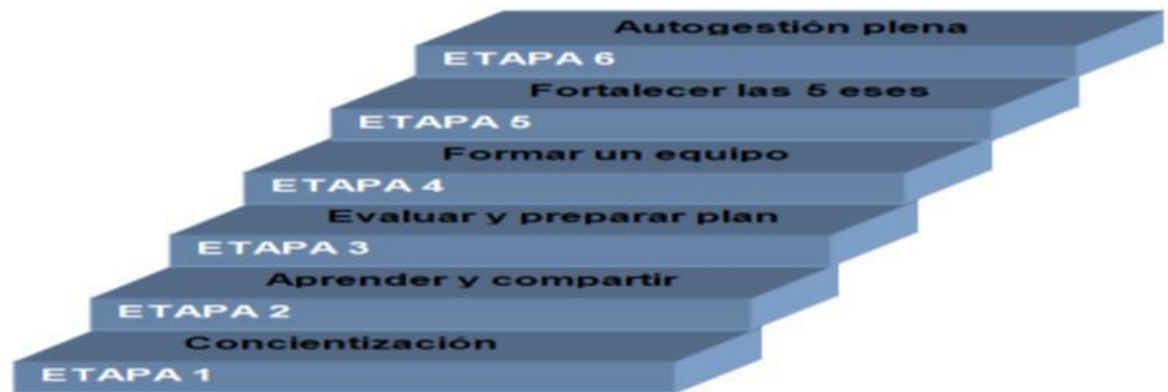 Autogestión plena
ETAPA 6
Fortalecer las 5 eses
ETAPA 5
Formar un equipo
ETAPA 4
Evaluar y preparar plan
ETAPA 3
Aprender y compartir
ETAPA 2
Concientización
ETAPA 1